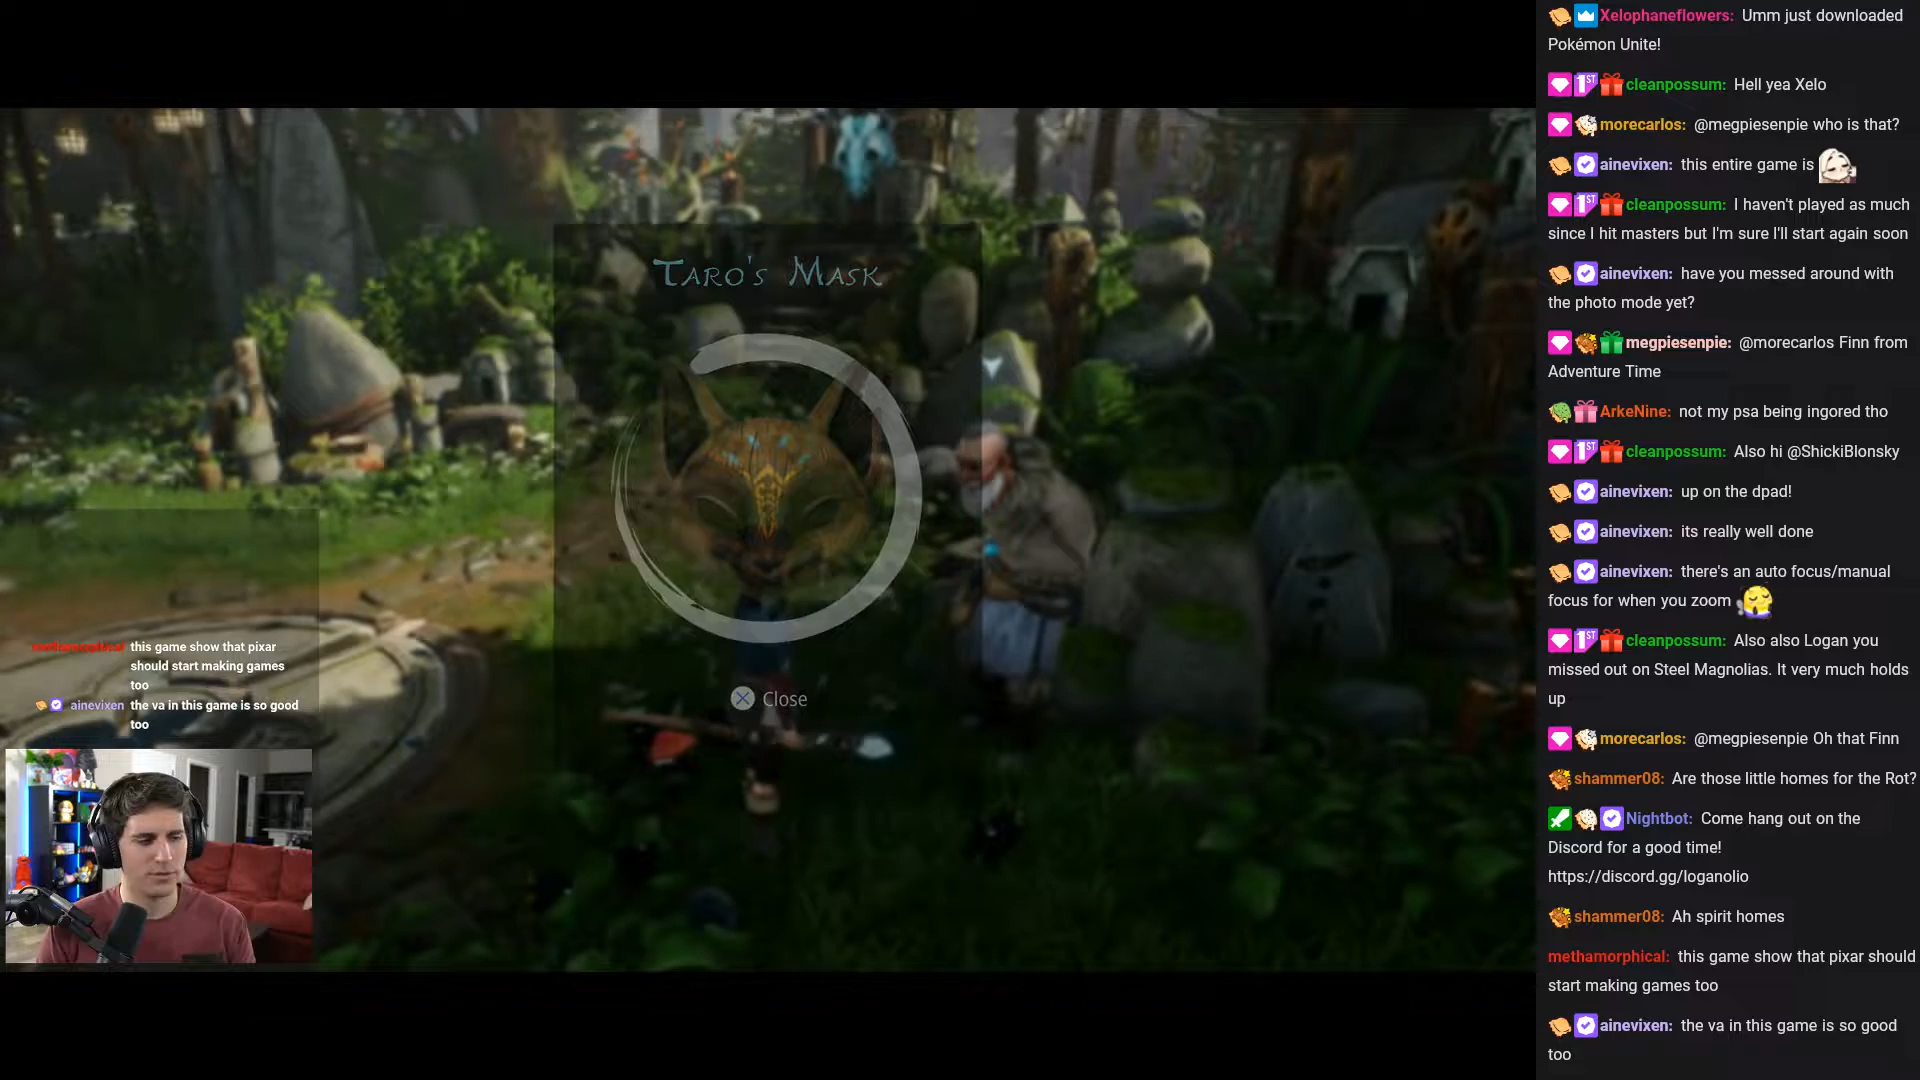 Taro's Mask
Close
methamorphical this game show that pixar
should start making games
too
ainevixen the va in this game is so good
too
Xelophaneflowers: Umm just downloaded
Pokémon Unite!
cleanpossum: Hell yea Xelo
morecarlos: @megpiesenpie who is that?
ainevixen: this entire game is
cleanpossum: I haven't played as much
since I hit masters but I'm sure I'll start again soon
ainevixen: have you messed around with
the photo mode yet?
megpiesenpie: @morecarlos Finn from
Adventure Time
ArkeNine: not my psa being ingored tho
cleanpossum: Also hi @ShickiBlonsky
ainevixen: up on the dpad!
ainevixen: its really well done
ainevixen: there's an auto focus/manual
focus for when you zoom
cleanpossum: Also also Logan you
missed out on Steel Magnolias. It very much holds
up
morecarlos: @megpiesenpie Oh that Finn
shammer08: Are those little homes for the Rot?
Nightbot: Come hang out on the
Discord for a good time!
https://discord.gg/loganolio
shammer08: Ah spirit homes
methamorphical: this game show that pixar should
start making games too
ainevixen: the va in this game is so good
too